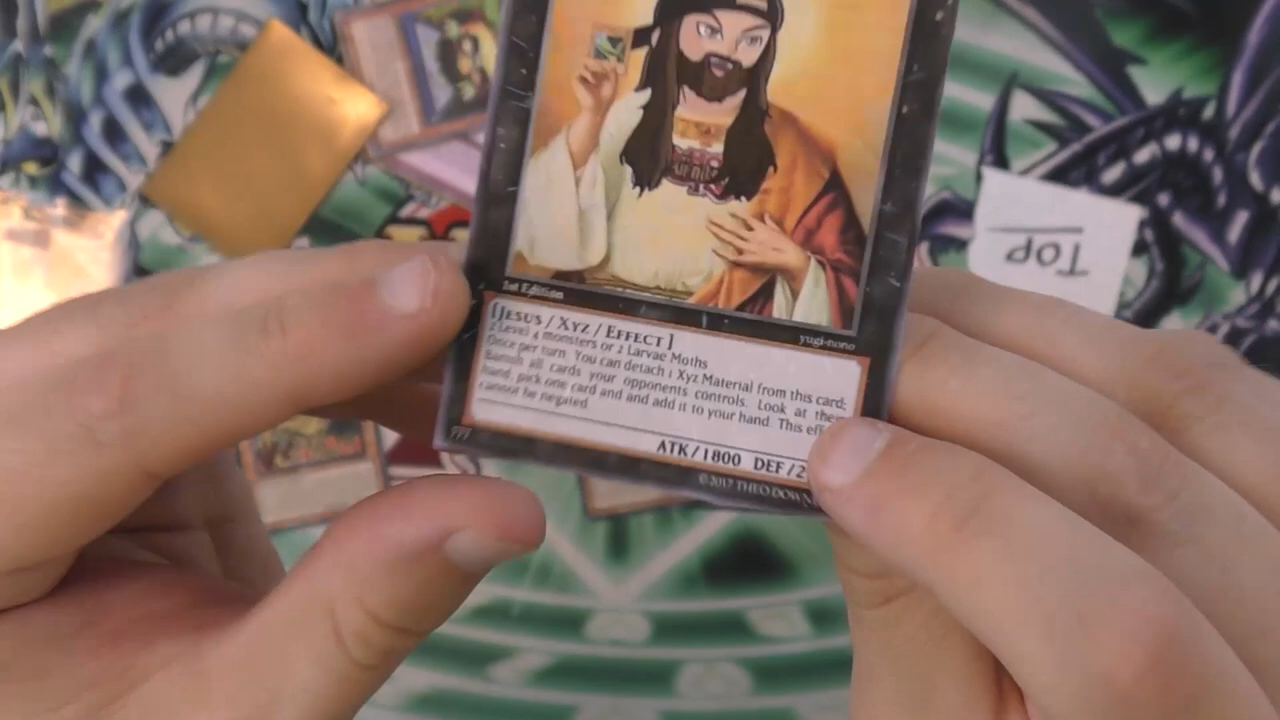 1st Edition
yugi-nono
[JESUS / XYZ / EFFECT]
2 Level 4 monsters or 2 Larvae Moths
Once per turn. You can detach 1 Xyz Material from this card;
Banish all cards your opponents controls. Look at their
hand, pick one card and and add it to your hand. This
cannot be negated
ATK/1800 DEF/2
©2017 THEO
TOP